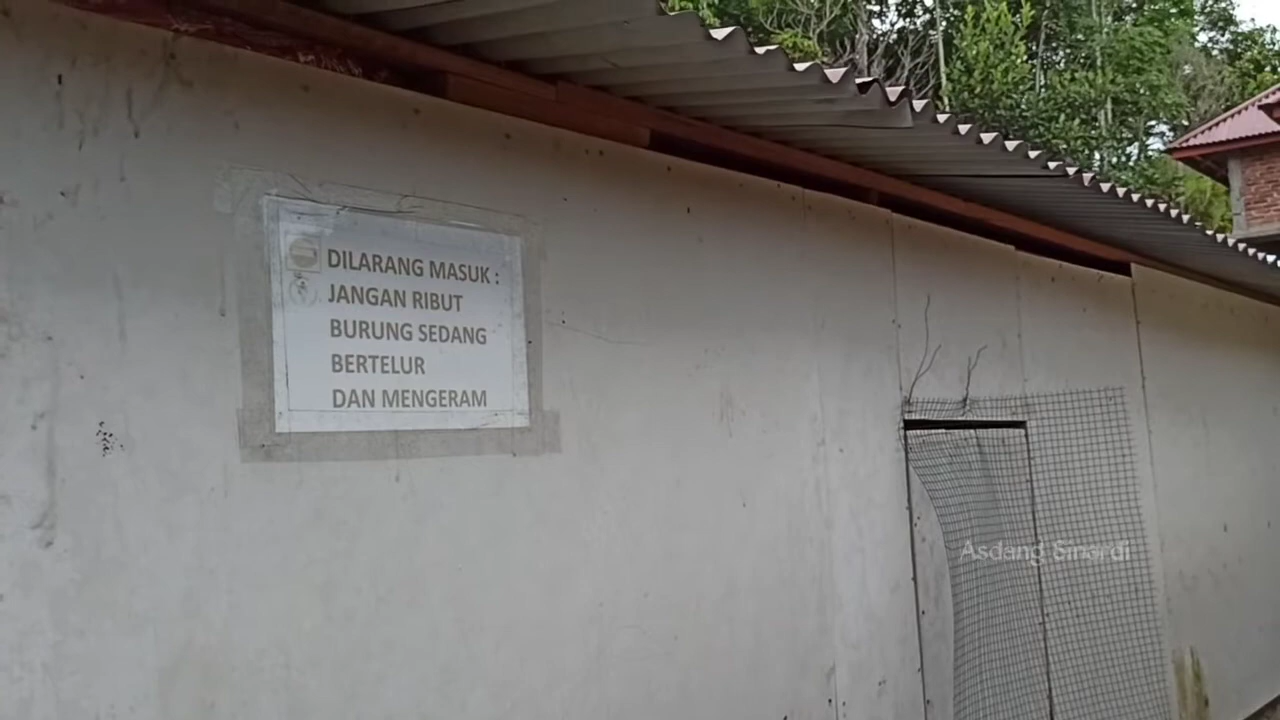 DILARANG MASUK :
JANGAN RIBUT
BURUNG SEDANG
BERTELUR
DAN MENGERAM
Asdang Sinardi